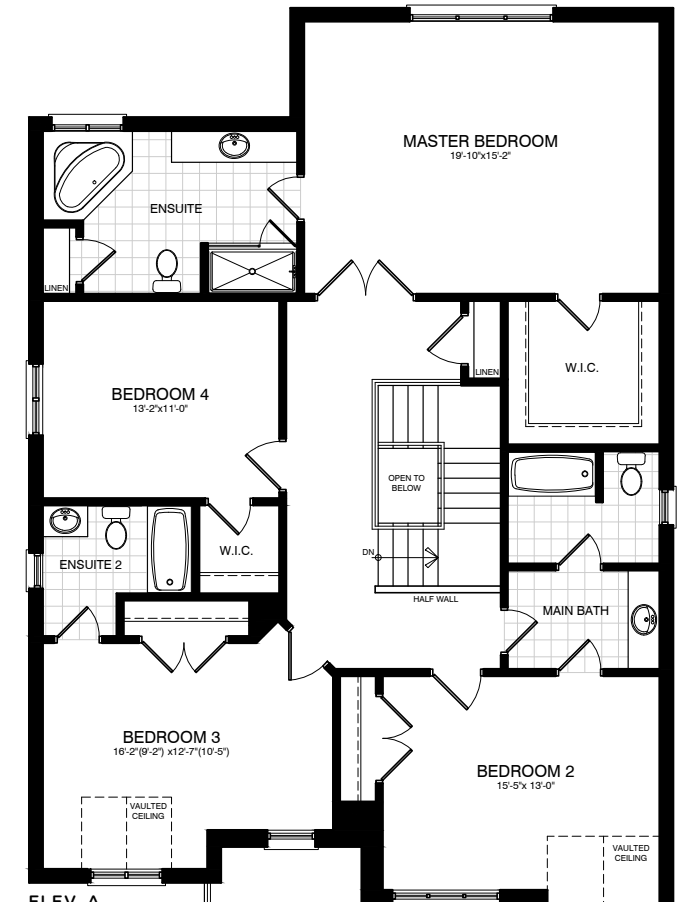 MASTER BEDROOM
19'-10"x15'-2"
ENSUITE
LINEN
BEDROOM 4
13'-2"x11'-0"
LINEN
W.I.C.
OPEN TO
BELOW
DN
HALF WALL
W.I.C.
ENSUITE 2
MAIN BATH
BEDROOM 3
16'-2"(9'-2") x12'-7"(10'-5")
BEDROOM 2
15'-5"x 13'-0"
VAULTED
CEILING
VAULTED
CEILING
ELEV. A